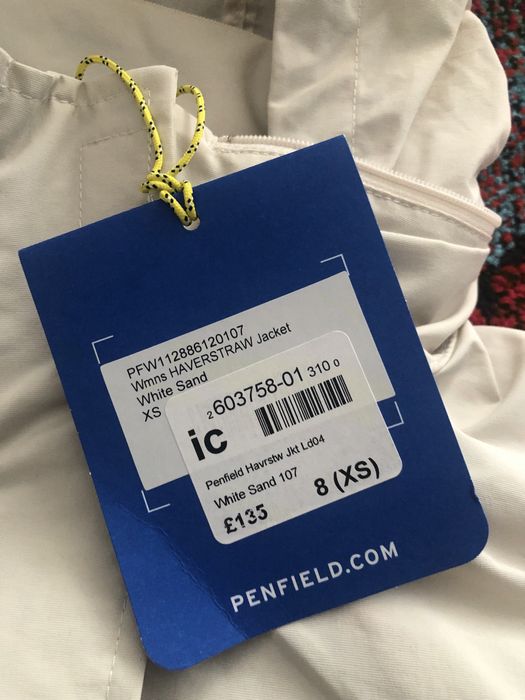 PFW112886120107
Wmns HAVERSTRAW Jacket
White Sand
XS
2603758-01 310 0
ic
Penfield Havrstw Jkt Ld04
White Sand 107
8 (XS)
£135
PENFIELD.COM